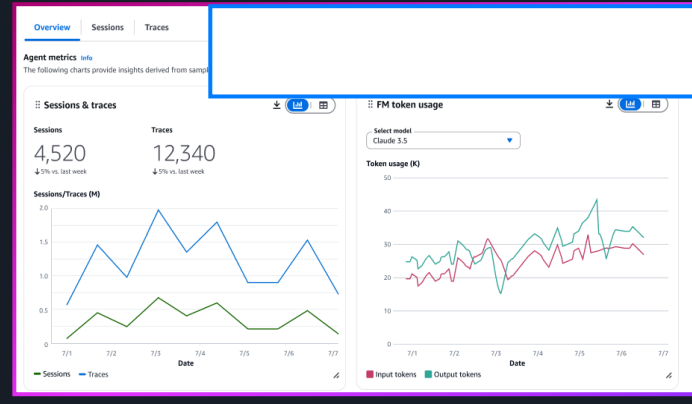 Overview Sessions Traces
Agent metrics Info
The following charts provide insights derived from
Sessions & traces
Sessions Traces
4,520 12,340
↓5% vs. last week ↓5% vs. last week
Sessions/Traces (M)
2.0
1.5
1.0
0.5
0
7/1 7/2 7/3 7/4 7/5 7/6 7/7
Date
Sessions Traces
FM token usage
Select model
Claude 3.5
Token usage (K)
50
40
30
20
10
0
7/1 7/2 7/3 7/4 7/5 7/6 7/7
Date
Input tokens Output tokens